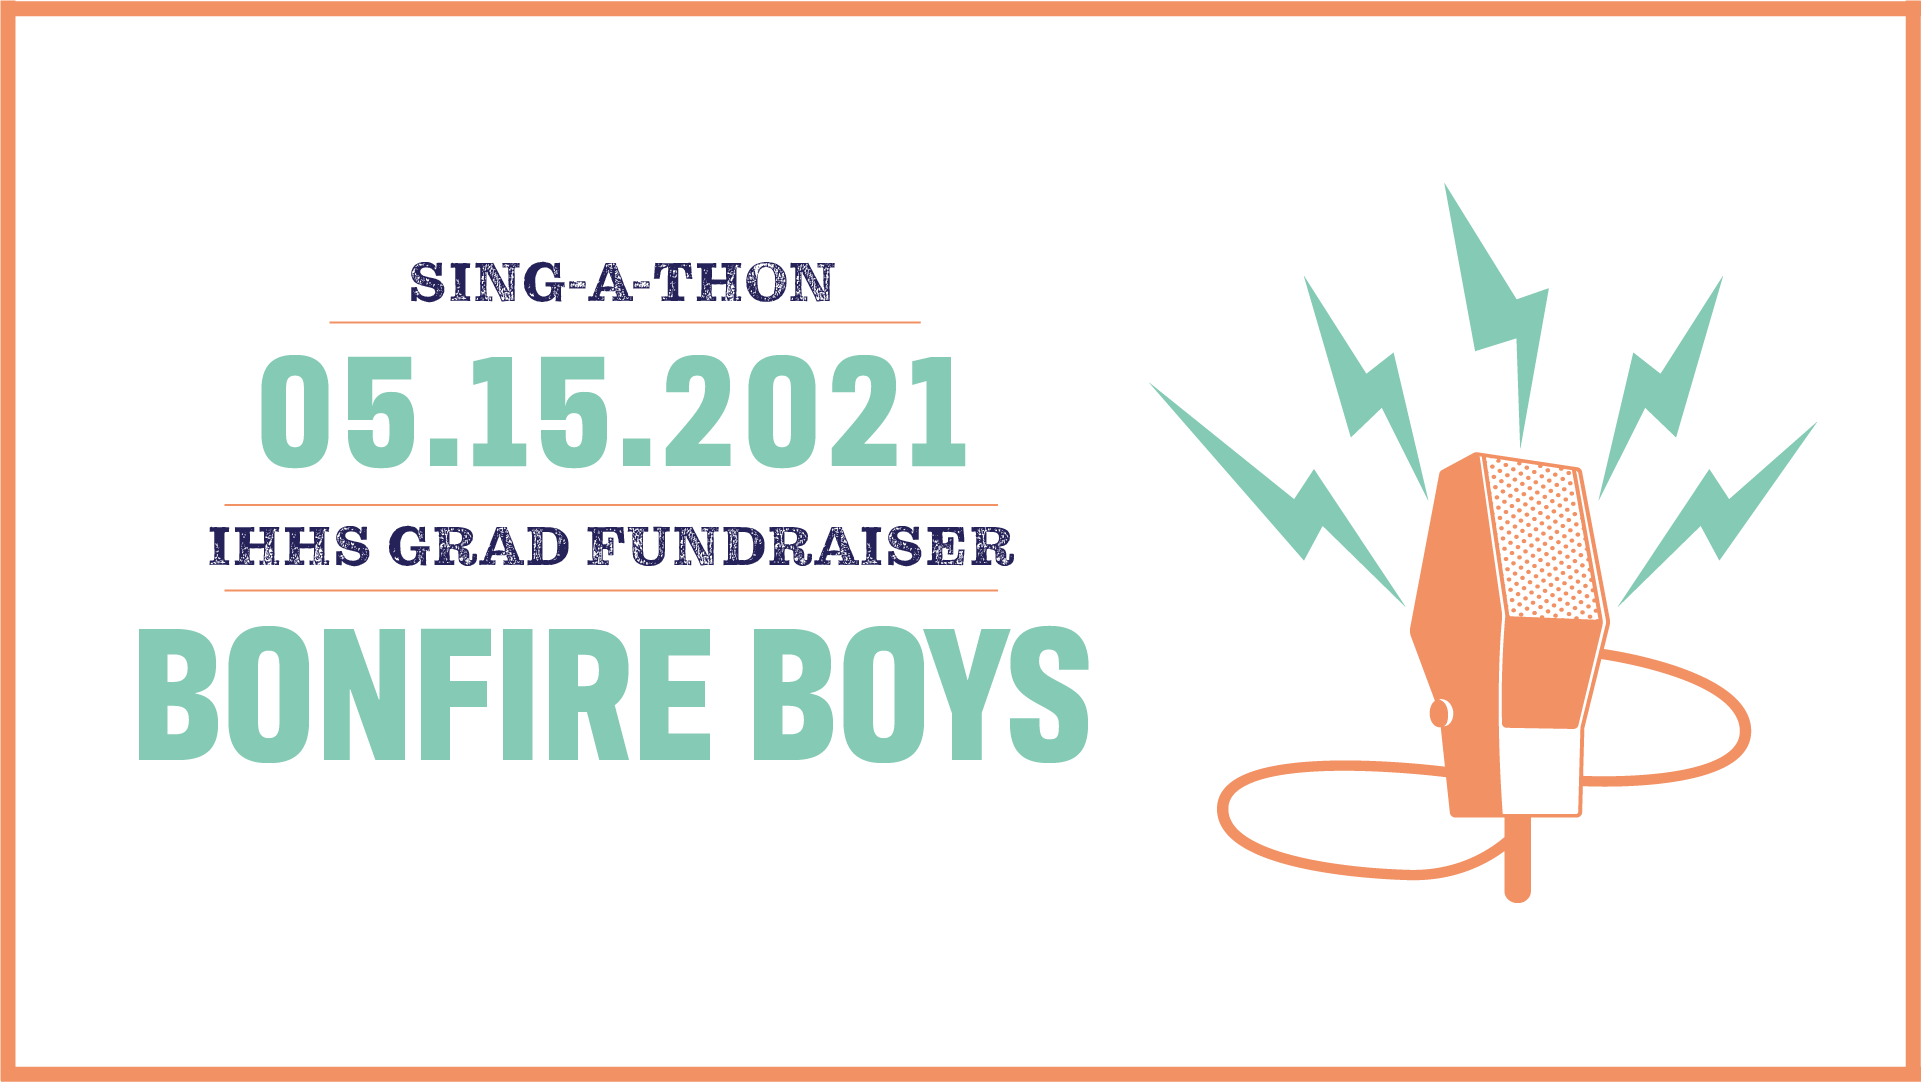 SING-A-THON
05.15.2021
IHHS GRAD FUNDRAISER
BONFIRE BOYS